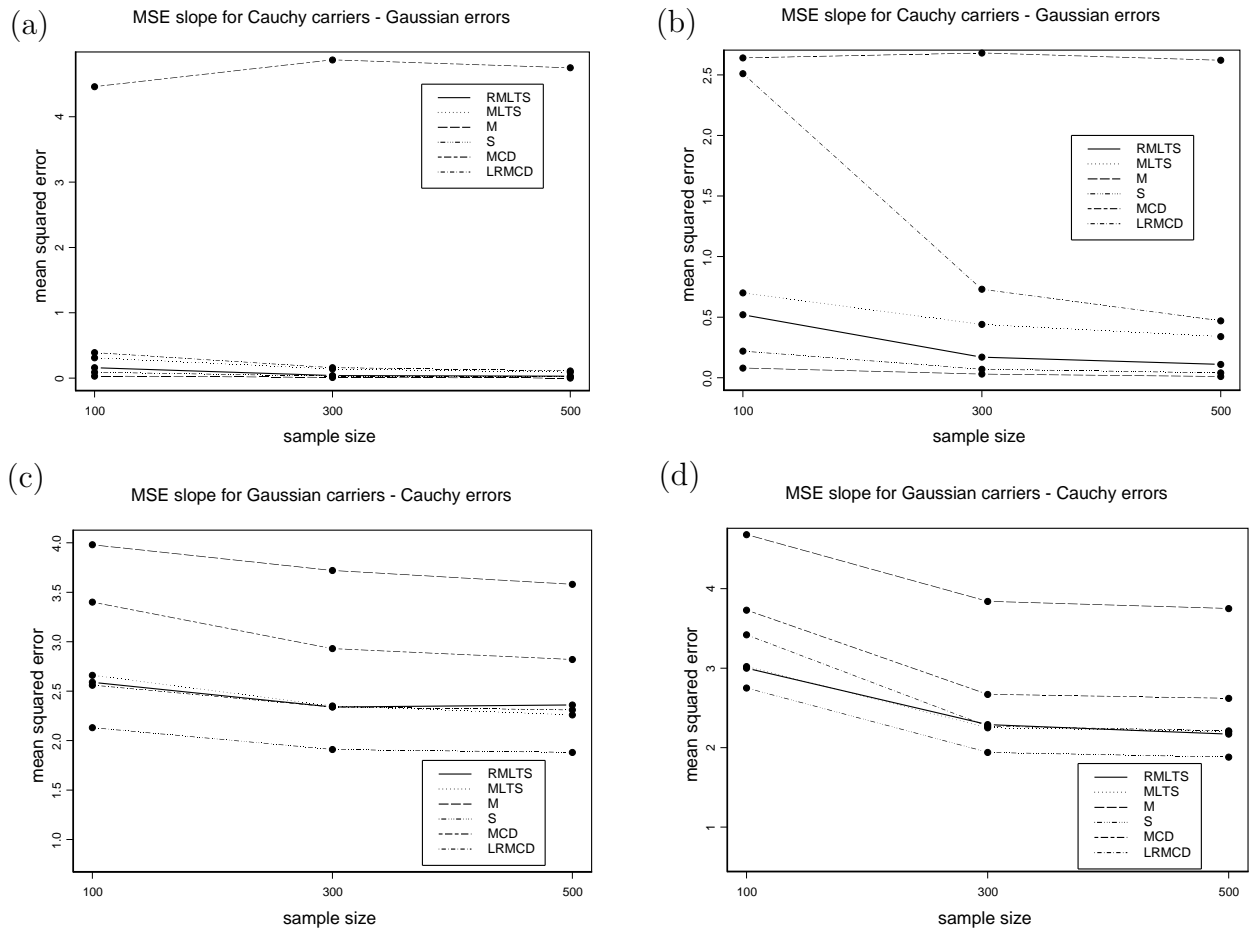 (a)
MSE slope for Cauchy carriers - Gaussian errors
mean squared error
4
3
2
1
0
RMLTS
MLTS
M
S
MCD
LRMCD
100
300
500
sample size
(b)
MSE slope for Cauchy carriers - Gaussian errors
mean squared error
2.5
2.0
1.5
1.0
0.5
0.0
RMLTS
MLTS
M
S
MCD
LRMCD
100
300
500
sample size
(c)
MSE slope for Gaussian carriers - Cauchy errors
mean squared error
4.0
3.5
3.0
2.5
2.0
1.5
1.0
RMLTS
MLTS
M
S
MCD
LRMCD
100
300
500
sample size
(d)
MSE slope for Gaussian carriers - Cauchy errors
mean squared error
4
3
2
1
RMLTS
MLTS
M
S
MCD
LRMCD
100
300
500
sample size